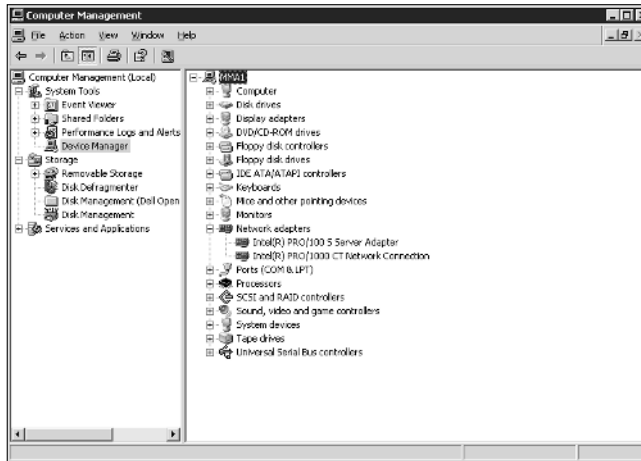 Computer Management
File Action View Window Help
Computer Management (Local)
System Tools
Event Viewer
Shared Folders
Performance Logs and Alerts
Device Manager
Storage
Removable Storage
Disk Defragmenter
Disk Management (Dell Open
Disk Management
Services and Applications
MMA1
Computer
Disk drives
Display adapters
DVD/CD-ROM drives
Floppy disk controllers
Floppy disk drives
IDE ATA/ATAPI controllers
Keyboards
Mice and other pointing devices
Monitors
Network adapters
Intel(R) PRO/100 S Server Adapter
Intel(R) PRO/1000 CT Network Connection
Ports (COM & LPT)
Processors
SCSI and RAID controllers
Sound, video and game controllers
System devices
Tape drives
Universal Serial Bus controllers